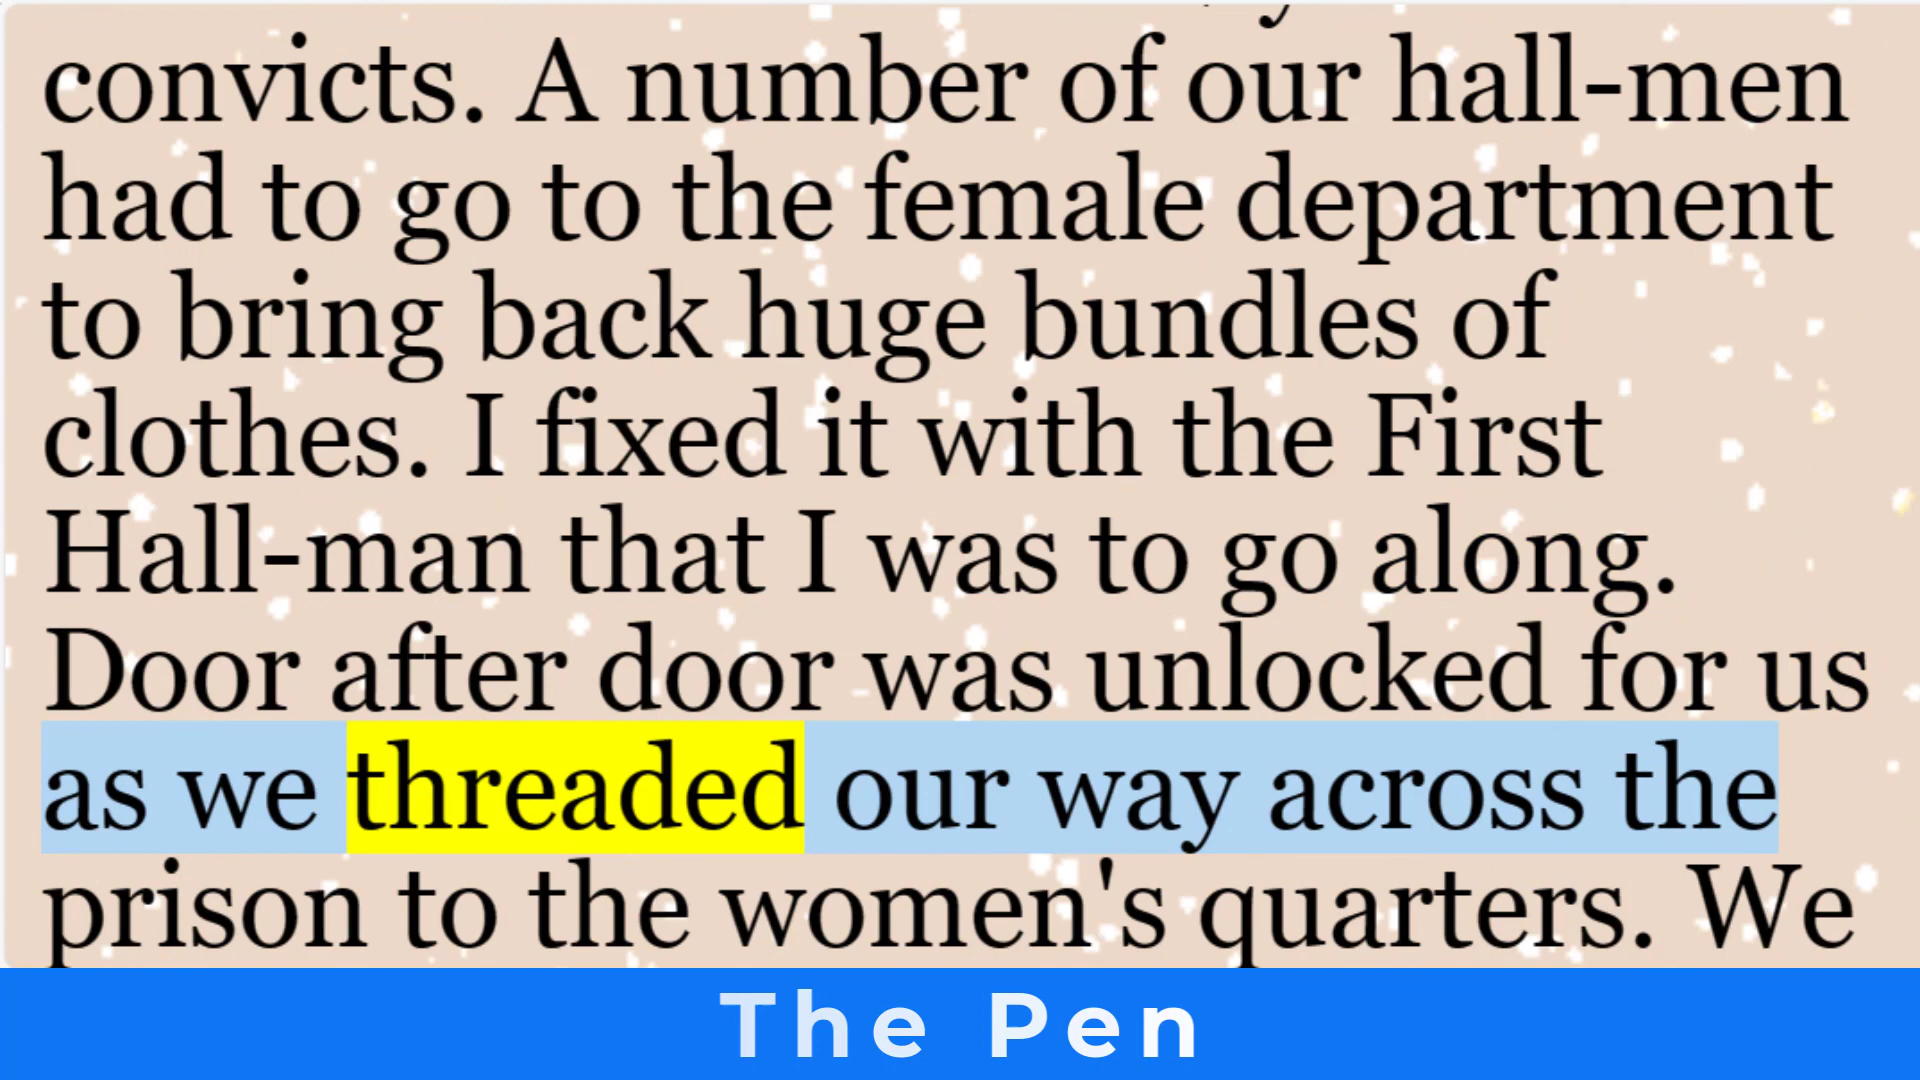 convicts. A number of our hall-men
had to go to the female department
to bring back huge bundles of
clothes. I fixed it with the First
Hall-man that I was to go along.
Door after door was unlocked for us
as we threaded our way across the
prison to the women's quarters. We
The Pen